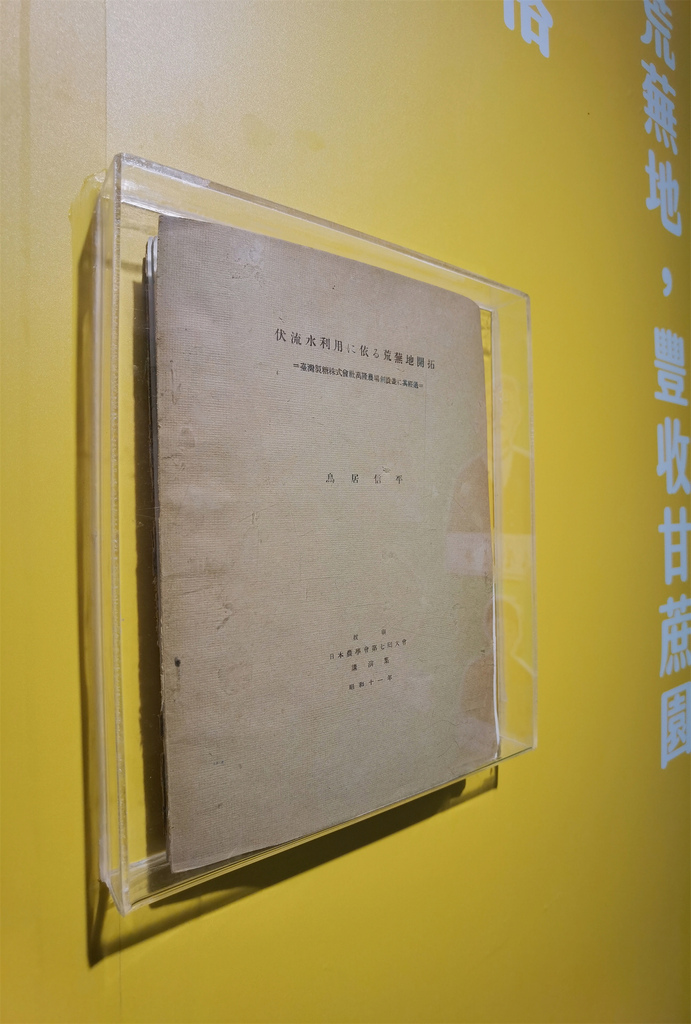 荒蕪地，豐收甘蔗園
伏流水利用に依る荒蕪地開拓
鳥居信平
日本農學會第七回大會
講演集
昭和十一年